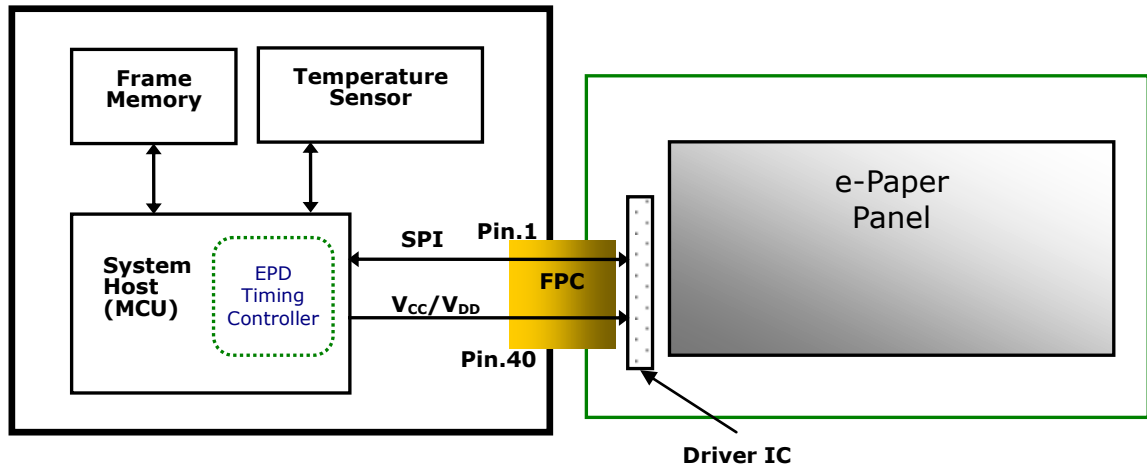 Frame
Memory
Temperature
Sensor
System
Host
(MCU)
EPD
Timing
Controller
SPI
VCC/VDD
Pin.1
FPC
Pin.40
e-Paper
Panel
Driver IC